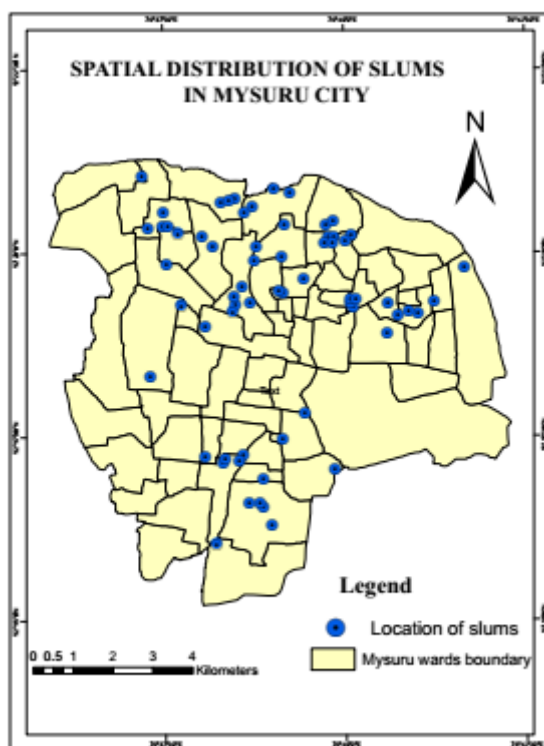 SPATIAL DISTRIBUTION OF SLUMS
IN MYSURU CITY
N
Legend
Location of slums
Mysuru wards boundary
0 0.5 1 2 3 4
Kilometers